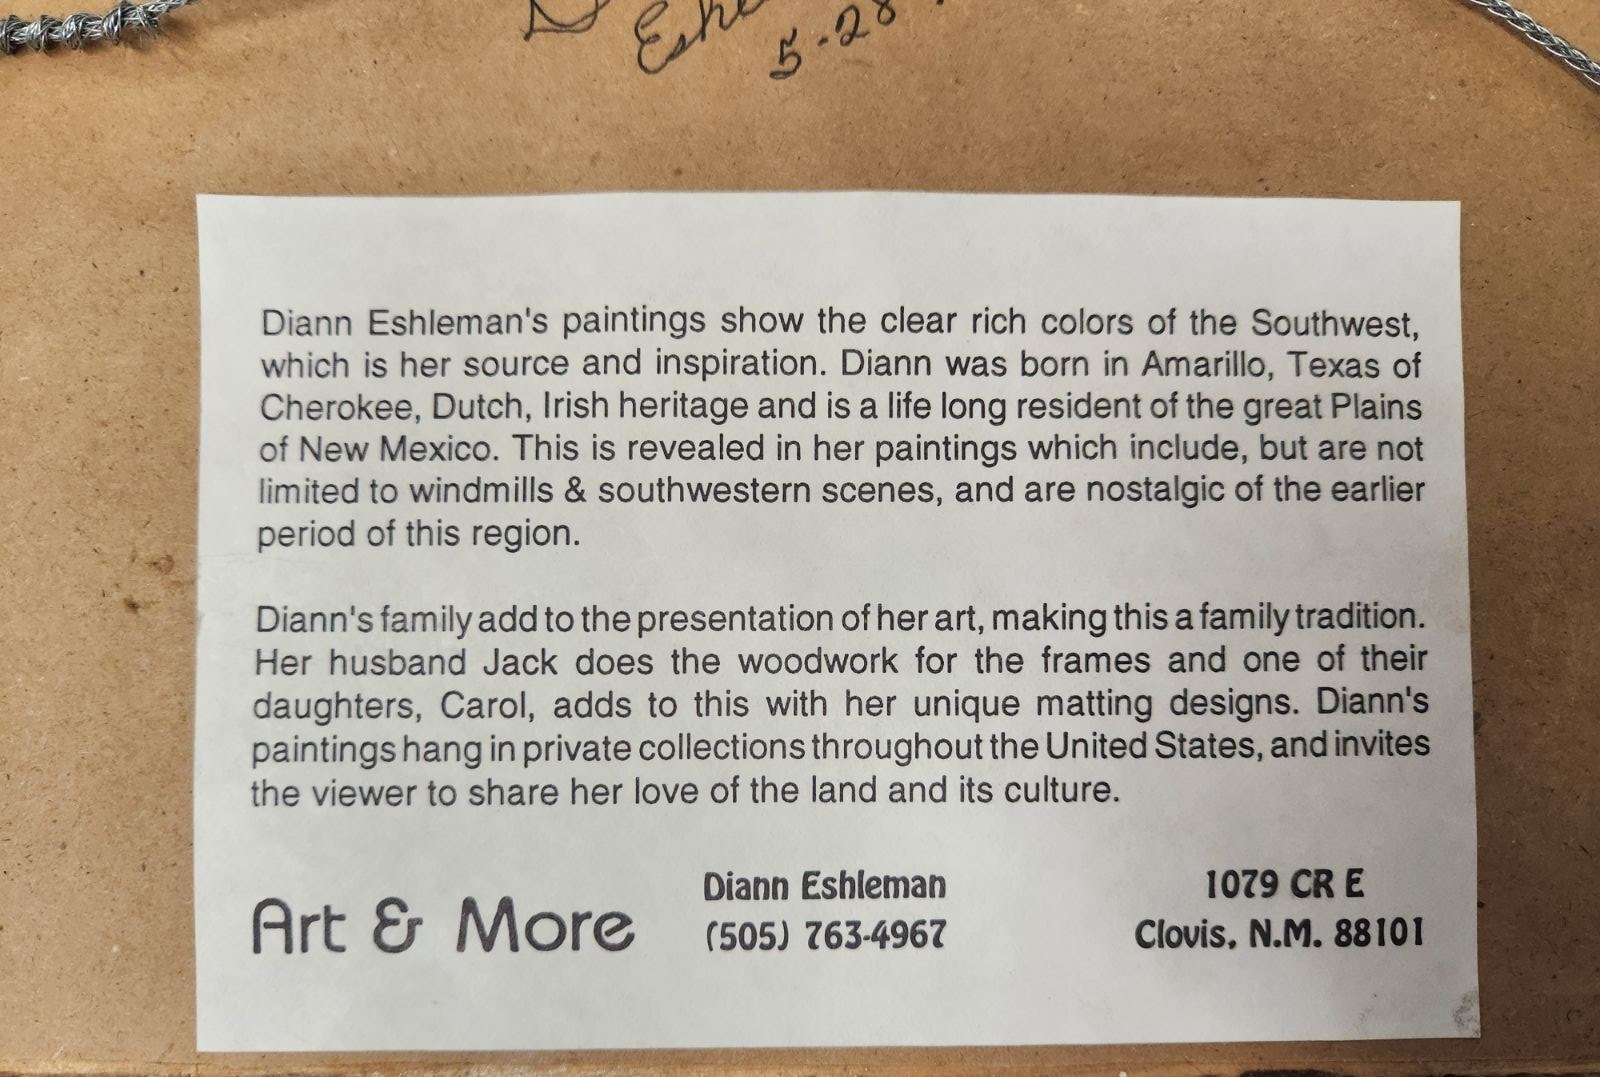 5.28
Diann Eshleman's paintings show the clear rich colors of the Southwest,
which is her source and inspiration. Diann was born in Amarillo, Texas of
Cherokee, Dutch, Irish heritage and is a life long resident of the great Plains
of New Mexico. This is revealed in her paintings which include, but are not
limited to windmills & southwestern scenes, and are nostalgic of the earlier
period of this region.
Diann's family add to the presentation of her art, making this a family tradition.
Her husband Jack does the woodwork for the frames and one of their
daughters, Carol, adds to this with her unique matting designs. Diann's
paintings hang in private collections throughout the United States, and invites
the viewer to share her love of the land and its culture.
Art & More
Diann Eshleman
(505) 763-4967
1079 CR E
Clovis, N.M. 88101